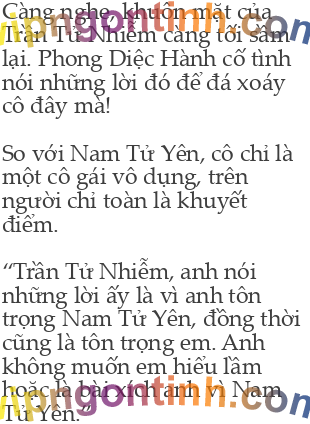 Càng nghe, khuôn mặt của
Trần Tử Nhiễm càng tối sầm
lại. Phong Diệc Hành cố tình
nói những lời đó để đá xoáy
cô đây mà!
So với Nam Tử Yên, cô chỉ là
một cô gái vô dụng, trên
người chỉ toàn là khuyết
điểm.
“Trần Tử Nhiễm, anh nói
những lời ấy là vì anh tôn
trọng Nam Tử Yên, đồng thời
cũng là tôn trọng em. Anh
không muốn em hiểu lầm
hoặc là bài xích anh vì Nam
Tử Yên.”
vipngontinh.com
vipngontinh.com